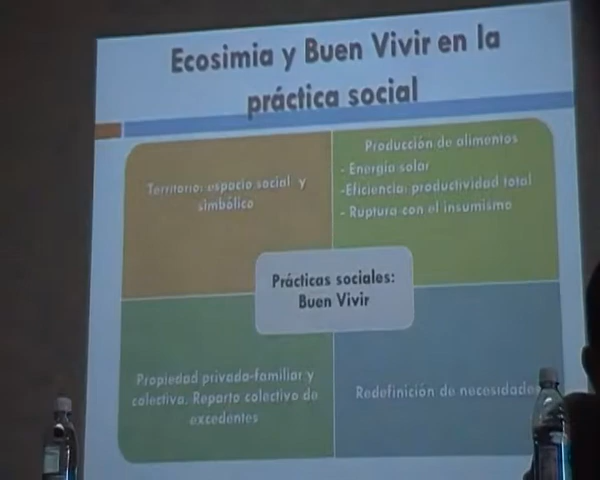 Ecosimia y Buen Vivir en la
práctica social
Territorio: espacio social y
simbólico
Producción de alimentos
- Energía solar
-Eficiencia: productividad total
- Ruptura con el insumismo
Prácticas sociales:
Buen Vivir
Propiedad privada-familiar y
colectiva. Reparto colectivo de
excedentes
Redefinición de necesidades